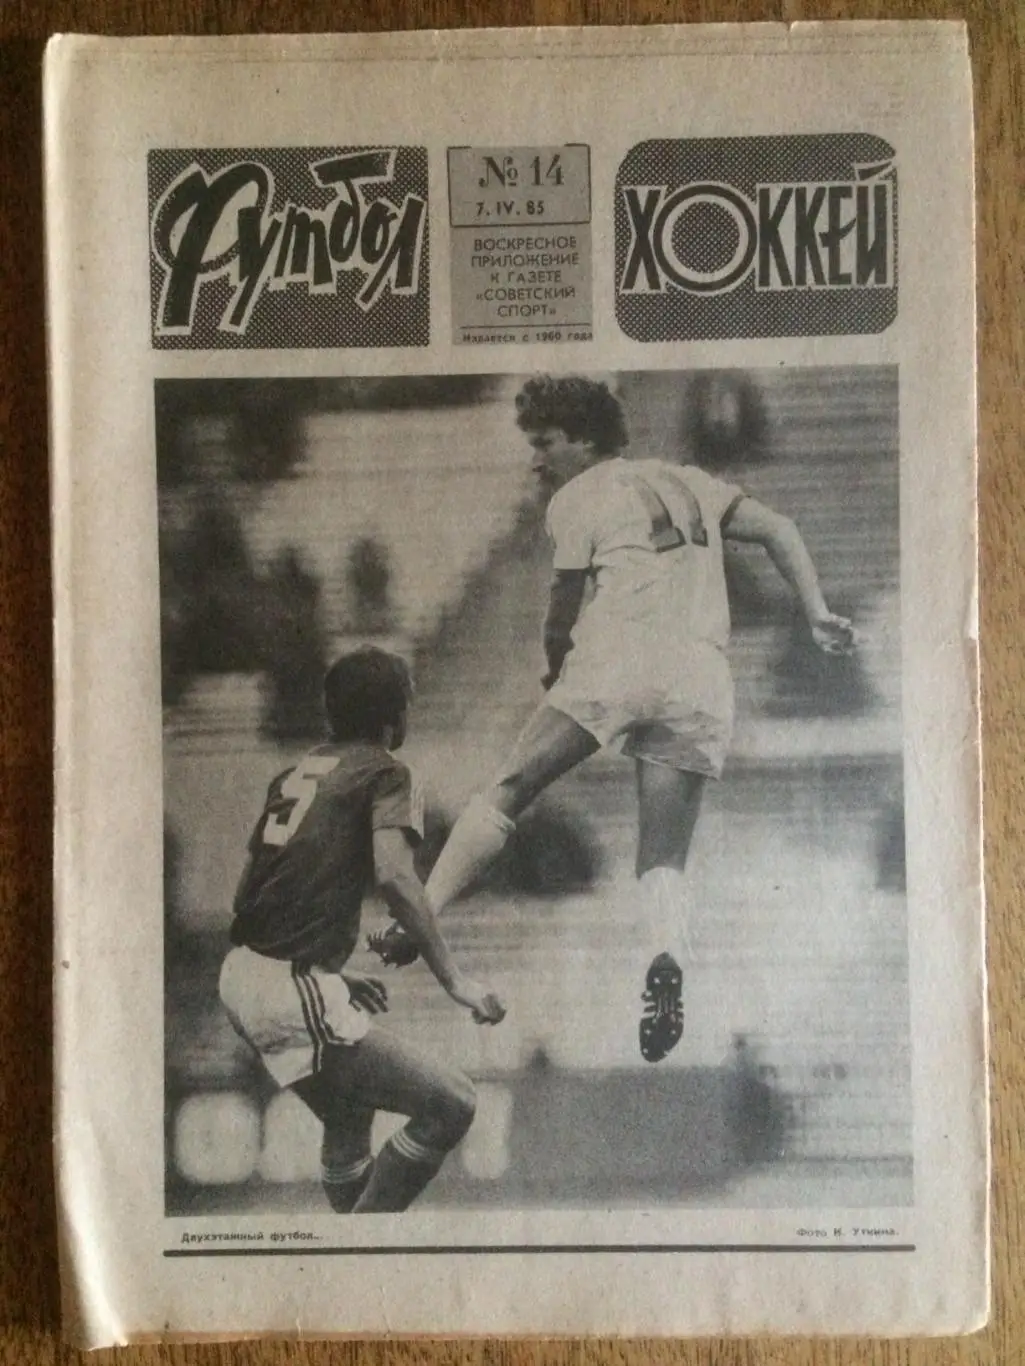 Футбол
№ 14
7.IV.85
ВОСКРЕСНОЕ
ПРИЛОЖЕНИЕ
К ГАЗЕТЕ
«СОВЕТСКИЙ
СПОРТ»
Издается с 1960 года
ХОККЕЙ
11
5
Двухэтажный футбол...
Фото И. Уткина.